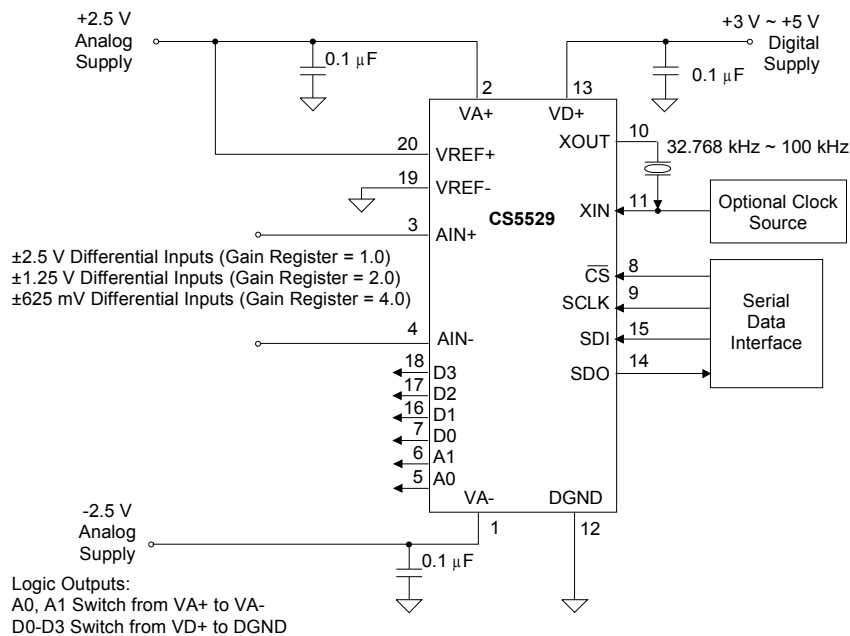 +2.5 V
Analog
Supply
0.1 μF
2
VA+
+3 V ~ +5 V
Digital
Supply
0.1 μF
13
VD+
20
VREF+
19
VREF-
3
AIN+
CS5529
XOUT
10
32.768 kHz ~ 100 kHz
XIN
11
Optional Clock
Source
±2.5 V Differential Inputs (Gain Register = 1.0)
±1.25 V Differential Inputs (Gain Register = 2.0)
±625 mV Differential Inputs (Gain Register = 4.0)
CS
8
SCLK
9
SDI
15
SDO
14
Serial
Data
Interface
4
AIN-
18
D3
17
D2
16
D1
7
D0
6
A1
5
A0
VA-
1
DGND
12
-2.5 V
Analog
Supply
0.1 μF
Logic Outputs:
A0, A1 Switch from VA+ to VA-
D0-D3 Switch from VD+ to DGND